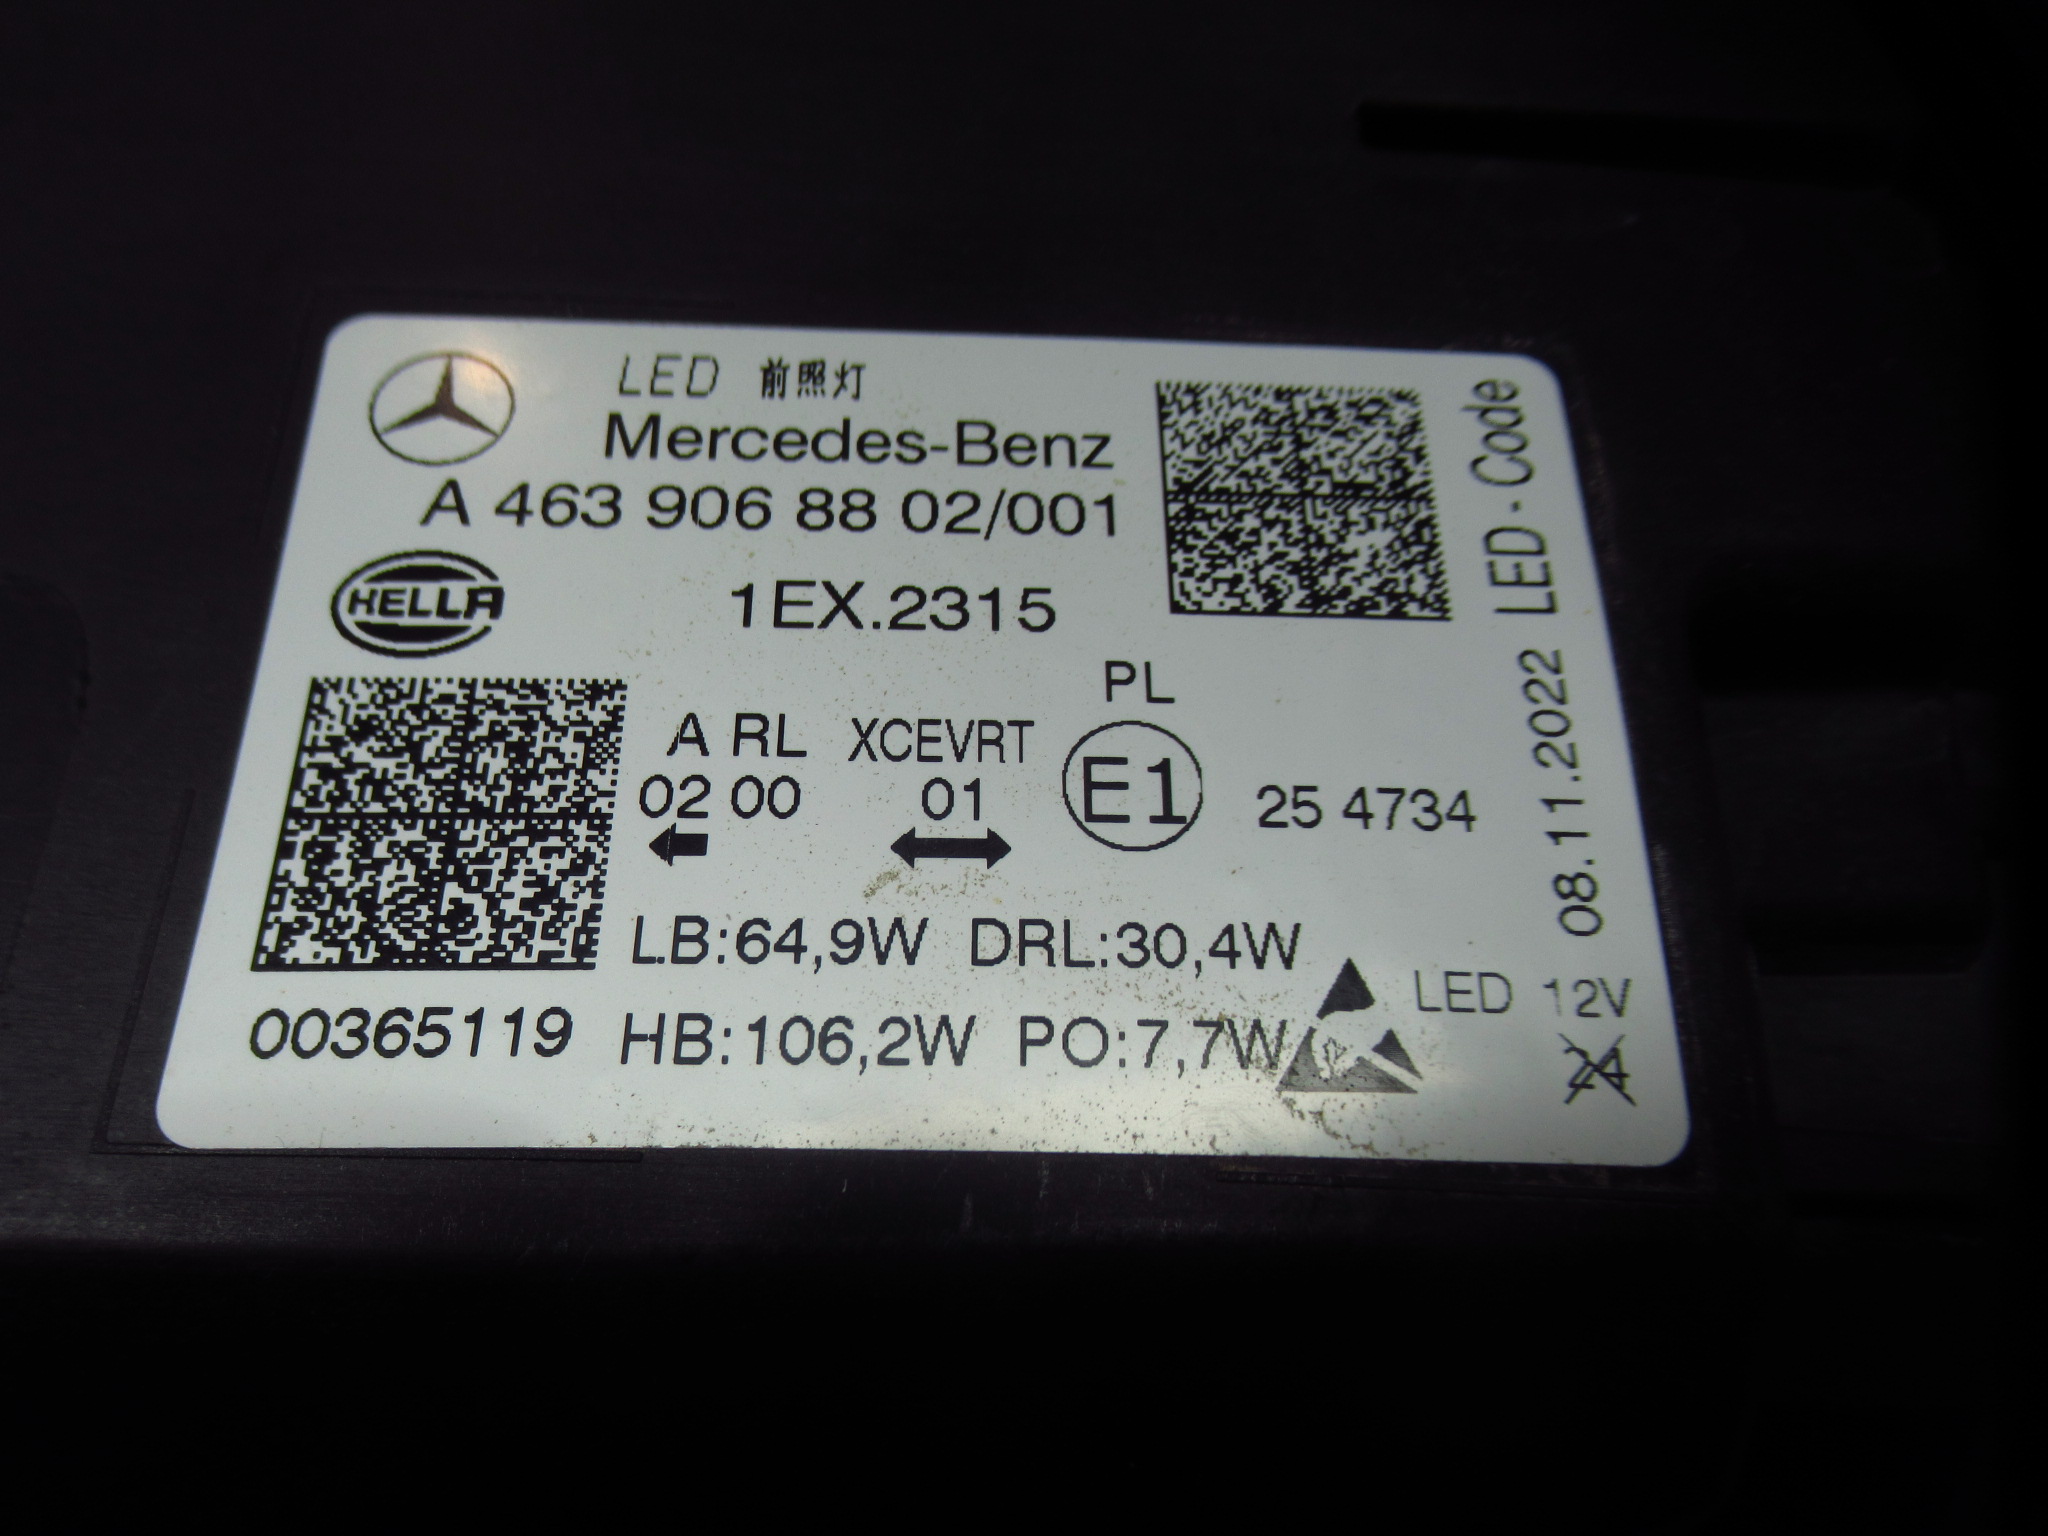 LED 前照灯
Mercedes-Benz
A 463 906 88 02/001
HELLA
1EX.2315
PL
A RL XCEVRT
02 00 01
E1
25 4734
LB:64,9W DRL:30,4W
00365119
HB:106,2W PO:7,7W
LED 12V
24
08.11.2022 LED-Code